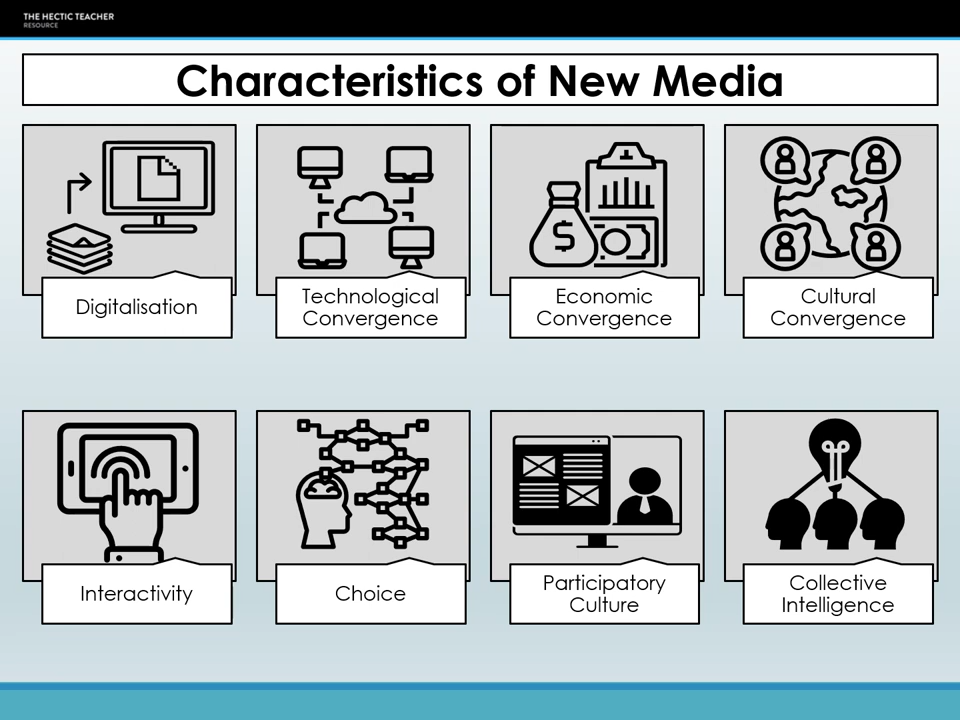 THE HECTIC TEACHER
RESOURCE
Characteristics of New Media
Digitalisation
Technological
Convergence
Economic
Convergence
Cultural
Convergence
Interactivity
Choice
Participatory
Culture
Collective
Intelligence